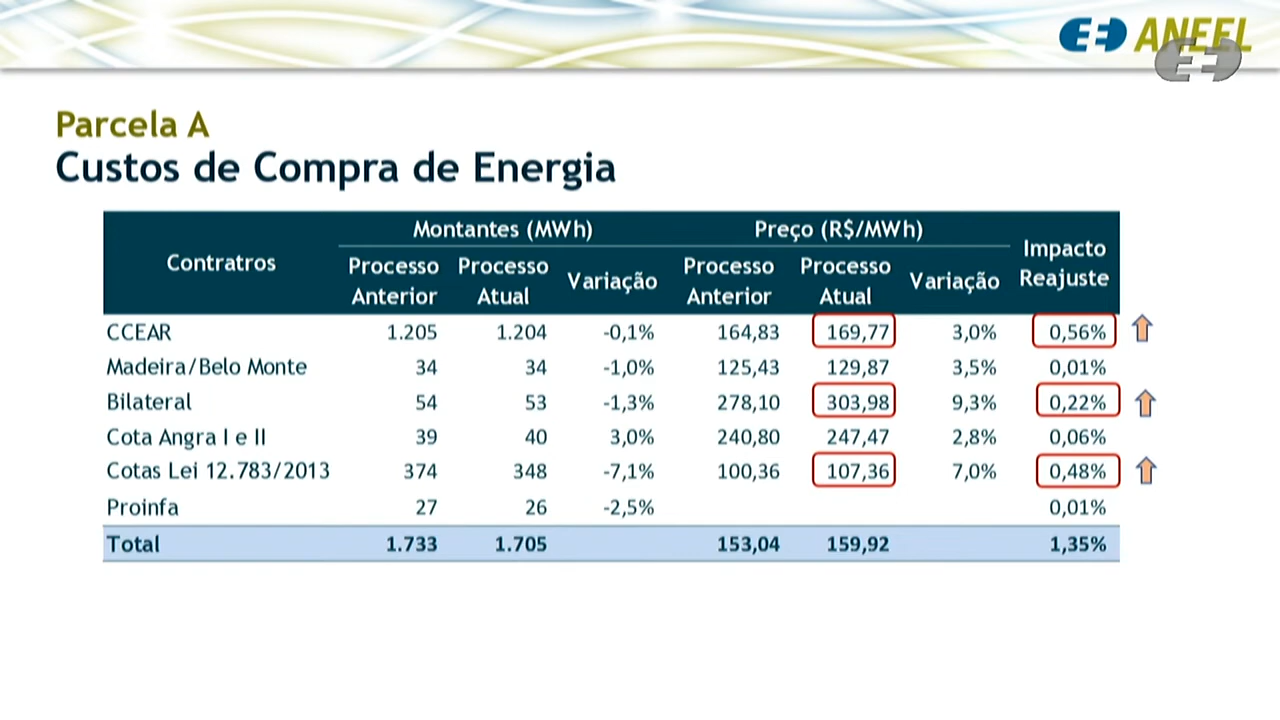 ANEEL
Parcela A
Custos de Compra de Energia
Contratros Montantes (MWh) Preço (R$/MWh) Impacto Reajuste
Processo Anterior Processo Atual Variação Processo Anterior Processo Atual Variação
CCEAR 1.205 1.204 -0,1% 164,83 169,77 3,0% 0,56%
Madeira/Belo Monte 34 34 -1,0% 125,43 129,87 3,5% 0,01%
Bilateral 54 53 -1,3% 278,10 303,98 9,3% 0,22%
Cota Angra I e II 39 40 3,0% 240,80 247,47 2,8% 0,06%
Cotas Lei 12.783/2013 374 348 -7,1% 100,36 107,36 7,0% 0,48%
Proinfa 27 26 -2,5% 0,01%
Total 1.733 1.705 153,04 159,92 1,35%